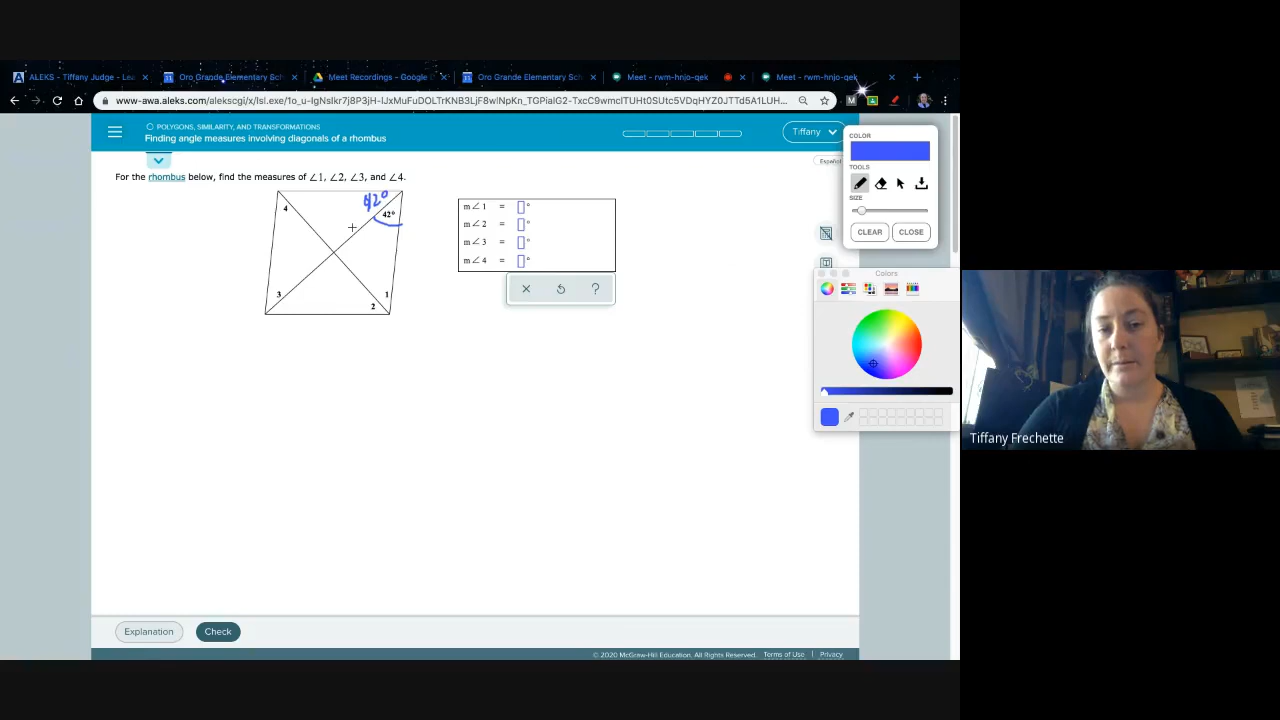 ALEKS - Tiffany Judge - Lea
Oro Grande Elementary Sch
Meet Recordings - Google D
Oro Grande Elementary Sch
Meet - rwm-hnjo-qek
Meet - rwm-hnjo-qek
POLYGONS, SIMILARITY, AND TRANSFORMATIONS
Finding angle measures involving diagonals of a rhombus
Tiffany
Español
For the rhombus below, find the measures of ∠1, ∠2, ∠3, and ∠4.
42°
4
42°
3
1
2
m∠1 = °
m∠2 = °
m∠3 = °
m∠4 = °
?
COLOR
TOOLS
SIZE
CLEAR
CLOSE
Colors
Tiffany Frechette
Explanation
Check
© 2020 McGraw-Hill Education. All Rights Reserved.
Terms of Use
Privacy